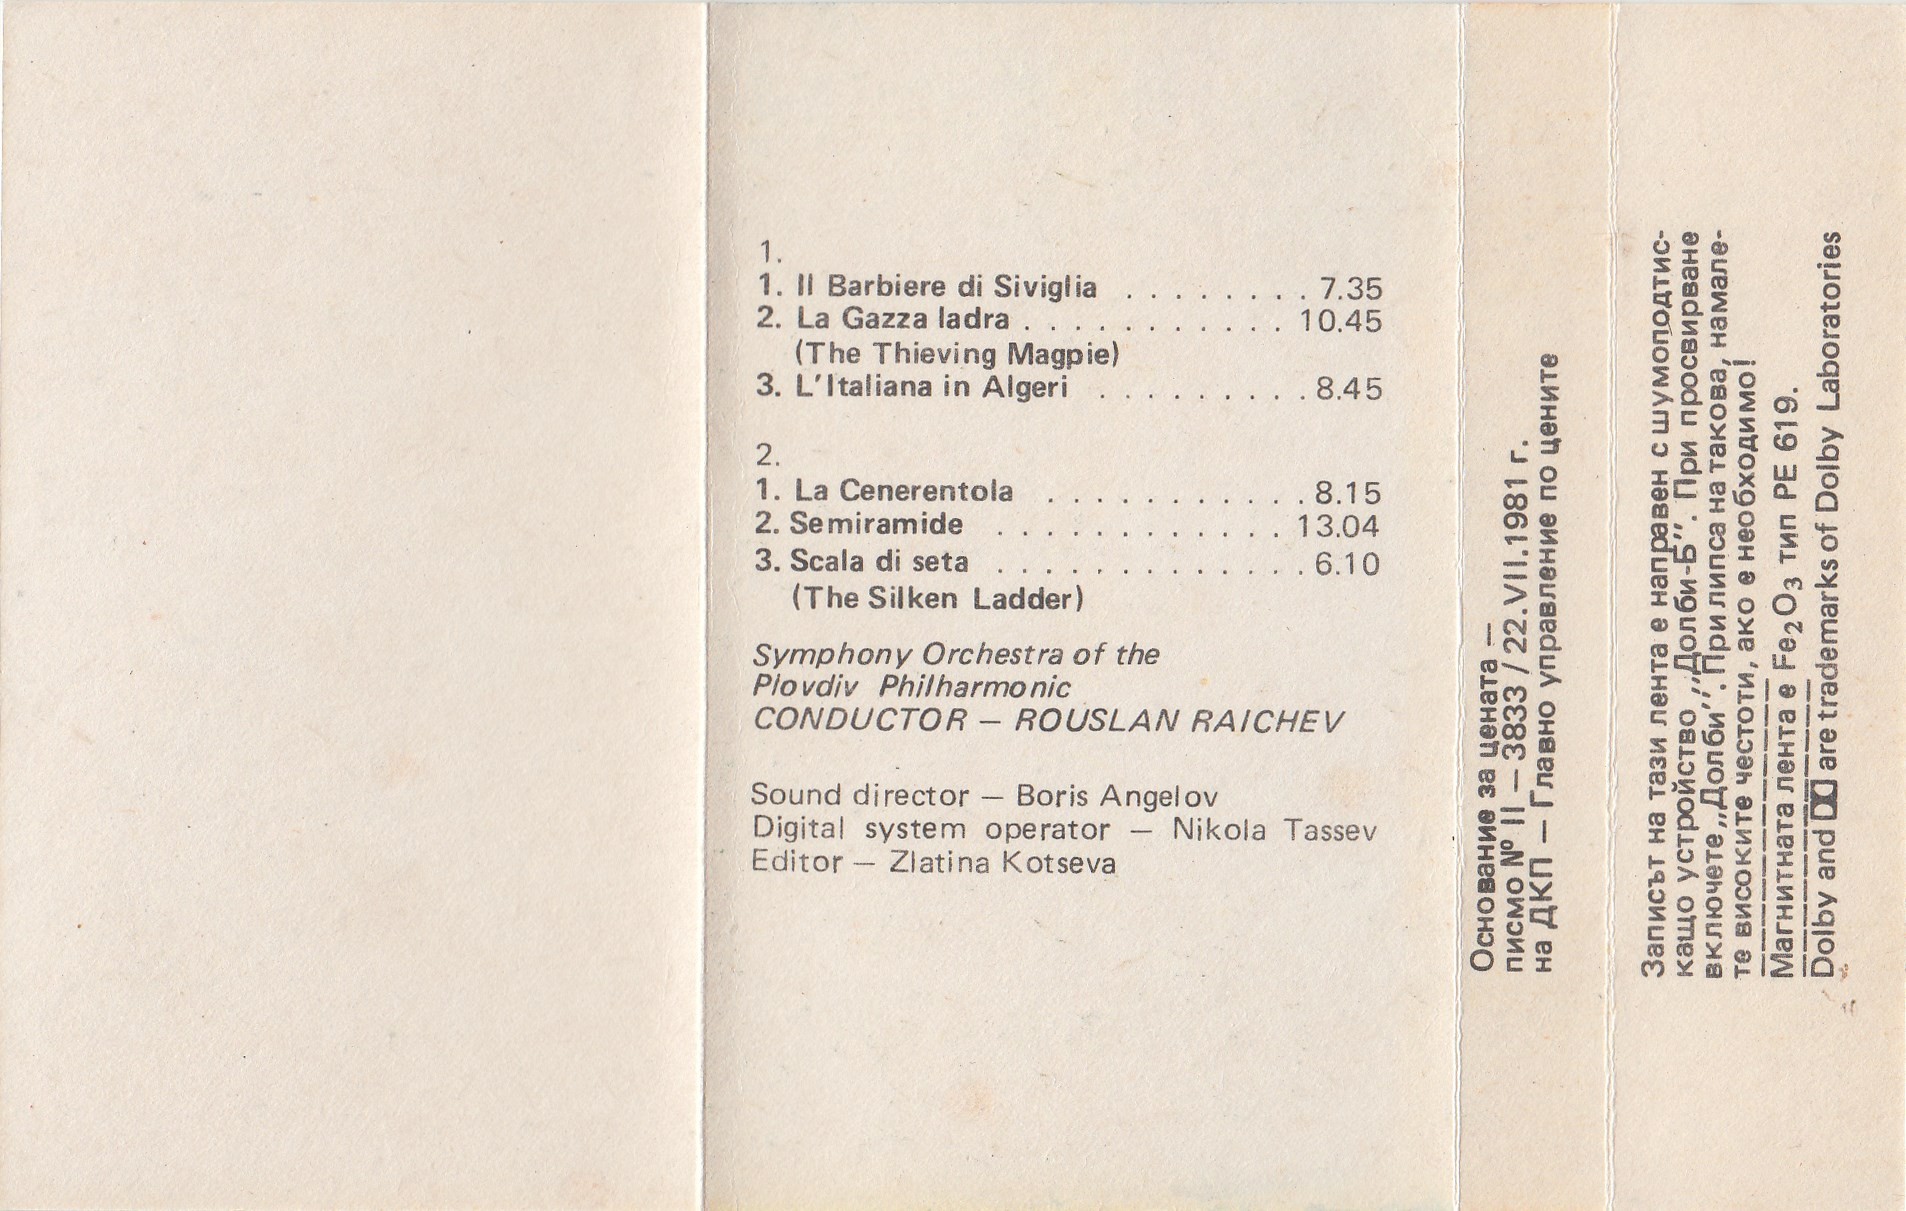 1.
1. Il Barbiere di Siviglia . . . . . . . . 7.35
2. La Gazza ladra . . . . . . . . . . . 10.45
(The Thieving Magpie)
3. L'Italiana in Algeri . . . . . . . . . 8.45
2.
1. La Cenerentola . . . . . . . . . . . 8.15
2. Semiramide . . . . . . . . . . . . 13.04
3. Scala di seta . . . . . . . . . . . . . 6.10
(The Silken Ladder)
Symphony Orchestra of the
Plovdiv Philharmonic
CONDUCTOR — ROUSLAN RAICHEV
Sound director — Boris Angelov
Digital system operator — Nikola Tassev
Editor — Zlatina Kotseva
Основание за цената —
писмо № II — 3833 / 22.VII.1981 г.
на ДКП — Главно управление по цените
Записът на тази лента е направен с шумоподтис-
кащо устройство „Долби-Б". При просвирване
включете „Долби". При липса на такова, намале-
те високите честоти, ако е необходимо!
Магнитната лента е Fe₂O₃ тип PE 619.
Dolby and are trademarks of Dolby Laboratories